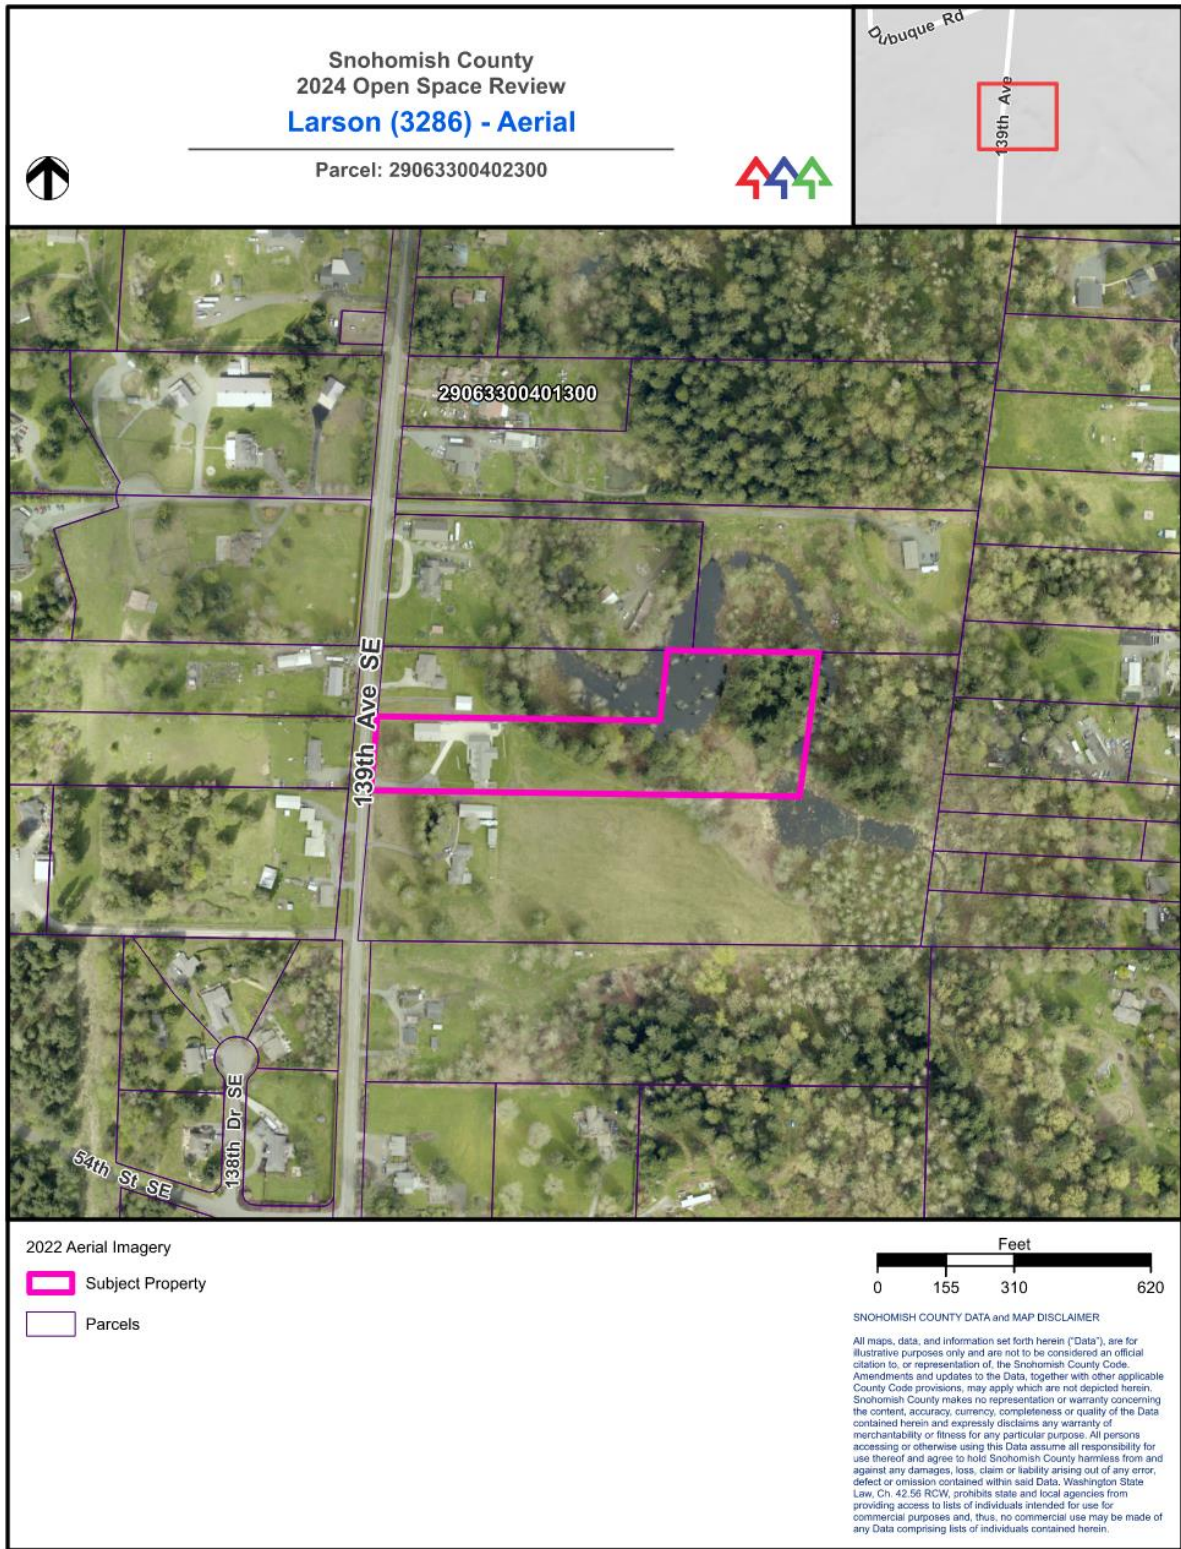 Snohomish County
2024 Open Space Review
Larson (3286) - Aerial
Parcel: 29063300402300
Dubuque Rd
139th Ave
29063300401300
139th Ave SE
138th Dr SE
54th St SE
2022 Aerial Imagery
Subject Property
Parcels
Feet
0 155 310 620
SNOHOMISH COUNTY DATA and MAP DISCLAIMER
All maps, data, and information set forth herein ("Data"), are for
illustrative purposes only and are not to be considered an official
citation to, or representation of, the Snohomish County Code.
Amendments and updates to the Data, together with other applicable
County Code provisions, may apply which are not depicted herein.
Snohomish County makes no representation or warranty concerning
the content, accuracy, currency, completeness or quality of the Data
contained herein and expressly disclaims any warranty of
merchantability or fitness for any particular purpose. All persons
accessing or otherwise using this Data assume all responsibility for
use thereof and agree to hold Snohomish County harmless from and
against any damages, loss, claim or liability arising out of any error,
defect or omission contained within said Data. Washington State
Law, Ch. 42.56 RCW, prohibits state and local agencies from
providing access to lists of individuals intended for use for
commercial purposes and, thus, no commercial use may be made of
any Data comprising lists of individuals contained herein.